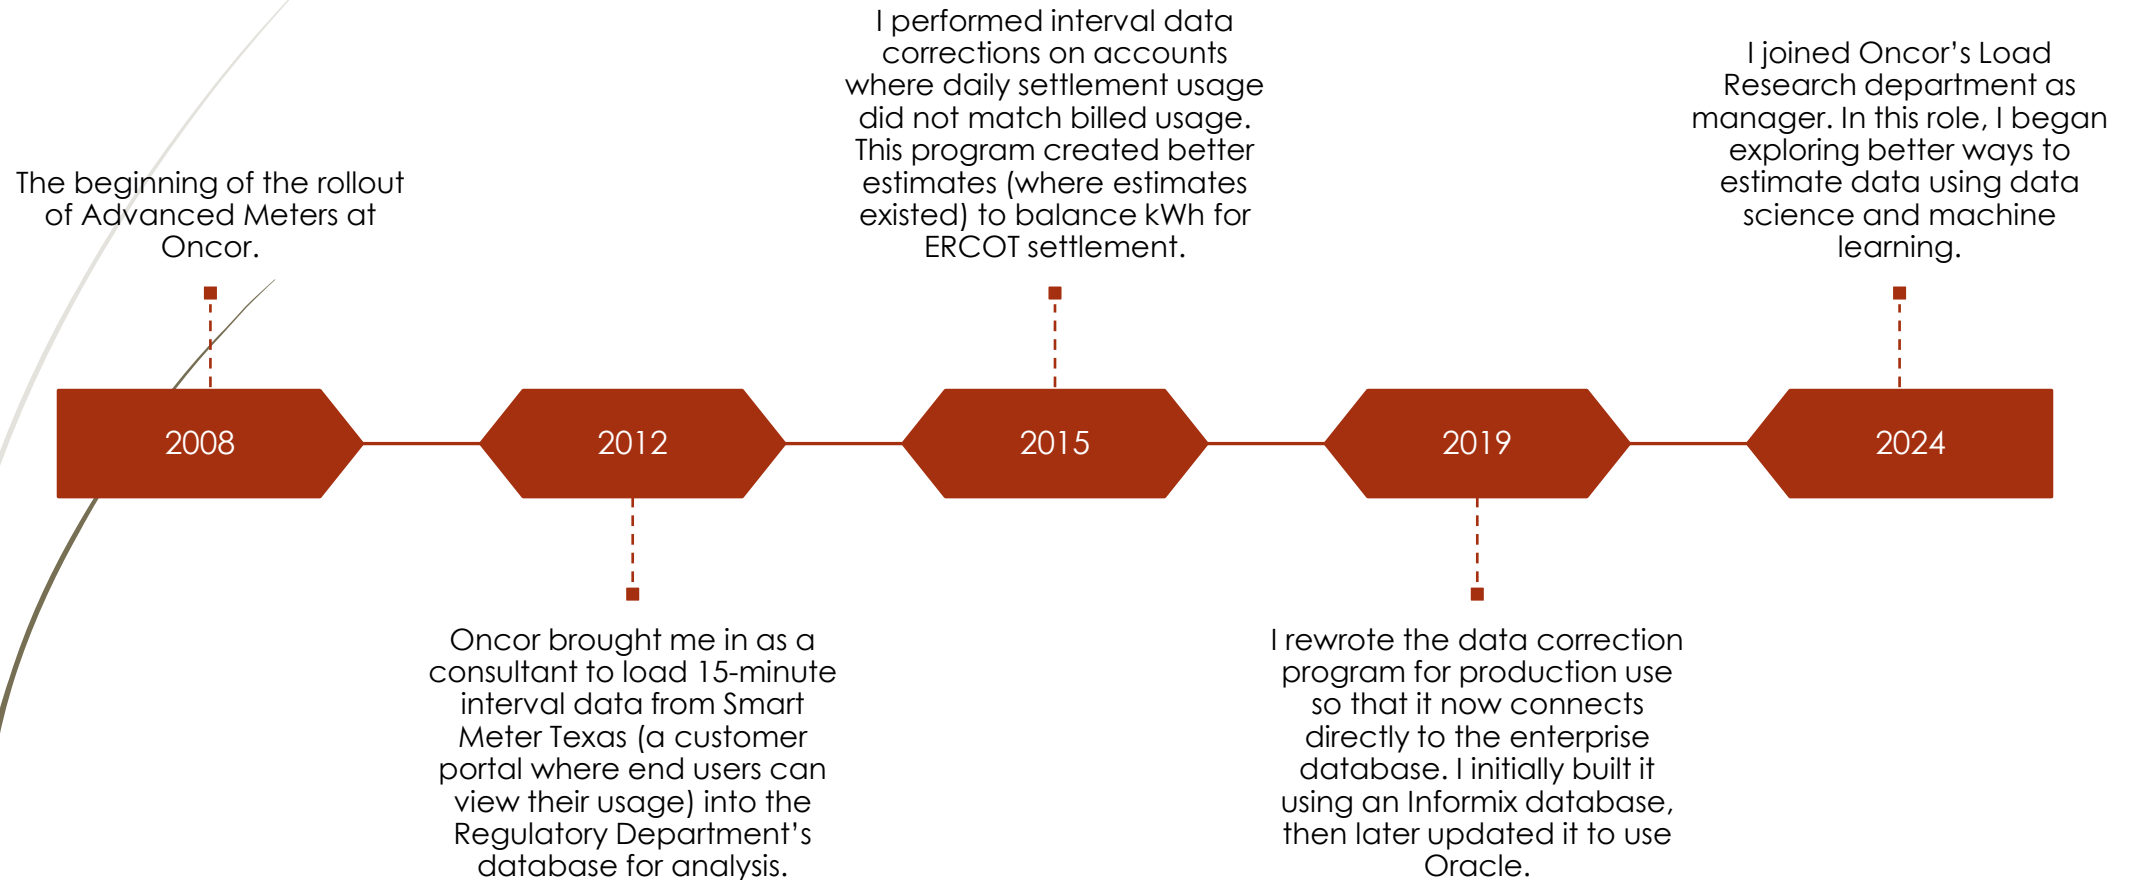 The beginning of the rollout
of Advanced Meters at
Oncor.
I performed interval data
corrections on accounts
where daily settlement usage
did not match billed usage.
This program created better
estimates (where estimates
existed) to balance kWh for
ERCOT settlement.
I joined Oncor’s Load
Research department as
manager. In this role, I began
exploring better ways to
estimate data using data
science and machine
learning.
2008
2012
2015
2019
2024
Oncor brought me in as a
consultant to load 15-minute
interval data from Smart
Meter Texas (a customer
portal where end users can
view their usage) into the
Regulatory Department’s
database for analysis.
I rewrote the data correction
program for production use
so that it now connects
directly to the enterprise
database. I initially built it
using an Informix database,
then later updated it to use
Oracle.